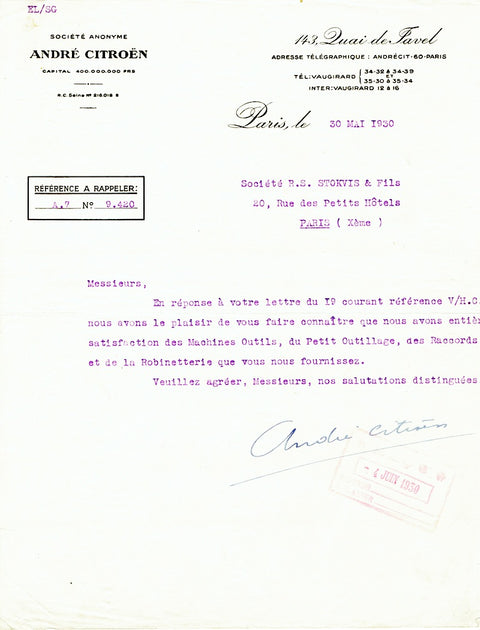 EL/SG
SOCIÉTÉ ANONYME
ANDRÉ CITROËN
CAPITAL 400.000.000 FRS
R.C. Seine Nº 216.018 B
143, Quai de Javel
ADRESSE TÉLÉGRAPHIQUE: ANDRÉCIT-60-PARIS
TÉL: VAUGIRARD 34-32 à 34-39
ET
35-30 à 35-34
INTER: VAUGIRARD 12 à 16
Paris, le 30 MAI 1930
RÉFÉRENCE A RAPPELER:
A.7 Nº 9.420
Société R.S. STOKVIS & Fils
20, Rue des Petits Hôtels
PARIS ( Xème )
Messieurs,
En réponse à votre lettre du 19 courant référence V/H.C.
nous avons le plaisir de vous faire connaître que nous avons entiè
satisfaction des Machines Outils, du Petit Outillage, des Raccords
et de la Robinetterie que vous nous fournissez.
Veuillez agréer, Messieurs, nos salutations distinguées
André Citroën
- 4 JUIN 1930